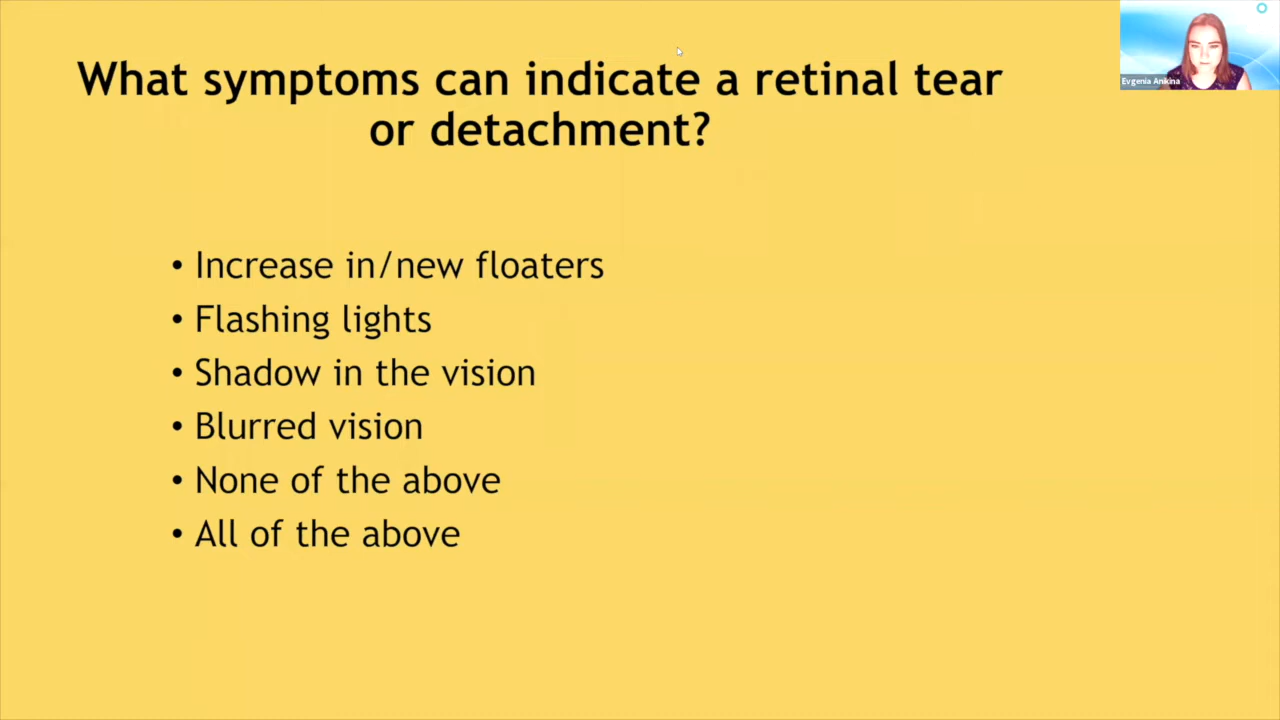 What symptoms can indicate a retinal tear
or detachment?
• Increase in/new floaters
• Flashing lights
• Shadow in the vision
• Blurred vision
• None of the above
• All of the above
Evgenia Anikina